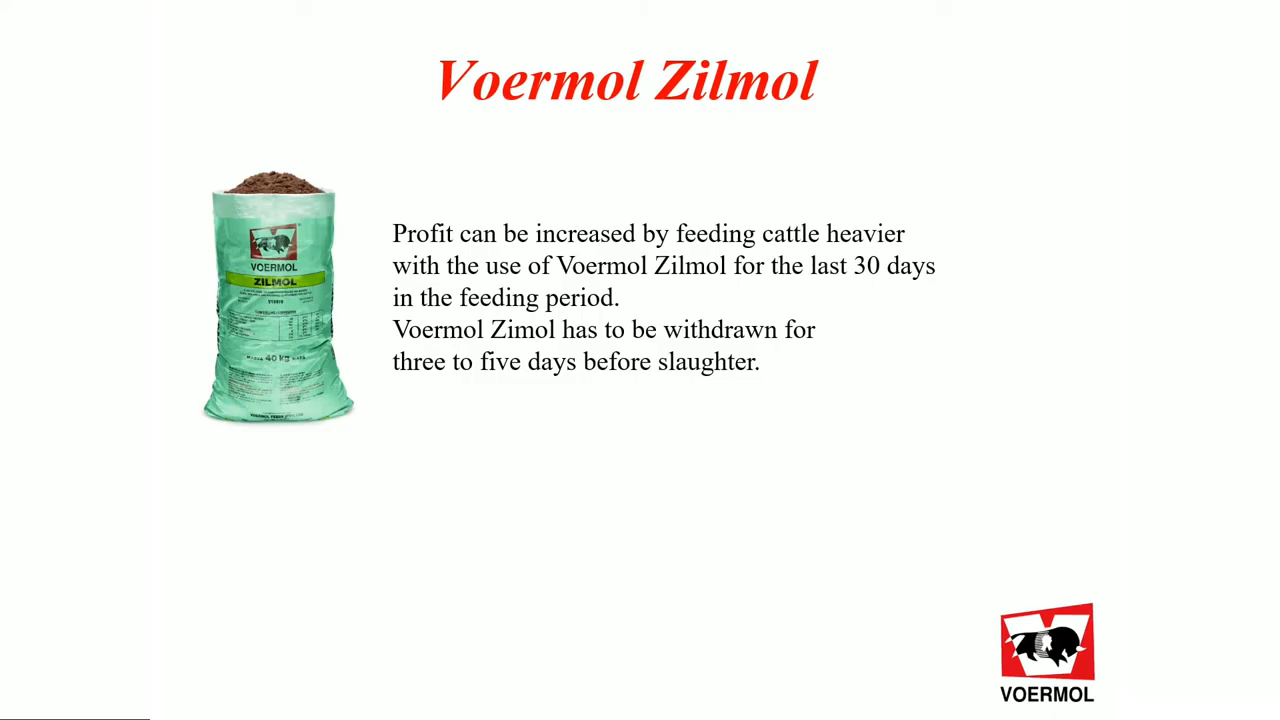 Voermol Zilmol
VOERMOL
ZILMOL
40 kg
Profit can be increased by feeding cattle heavier
with the use of Voermol Zilmol for the last 30 days
in the feeding period.
Voermol Zimol has to be withdrawn for
three to five days before slaughter.
VOERMOL